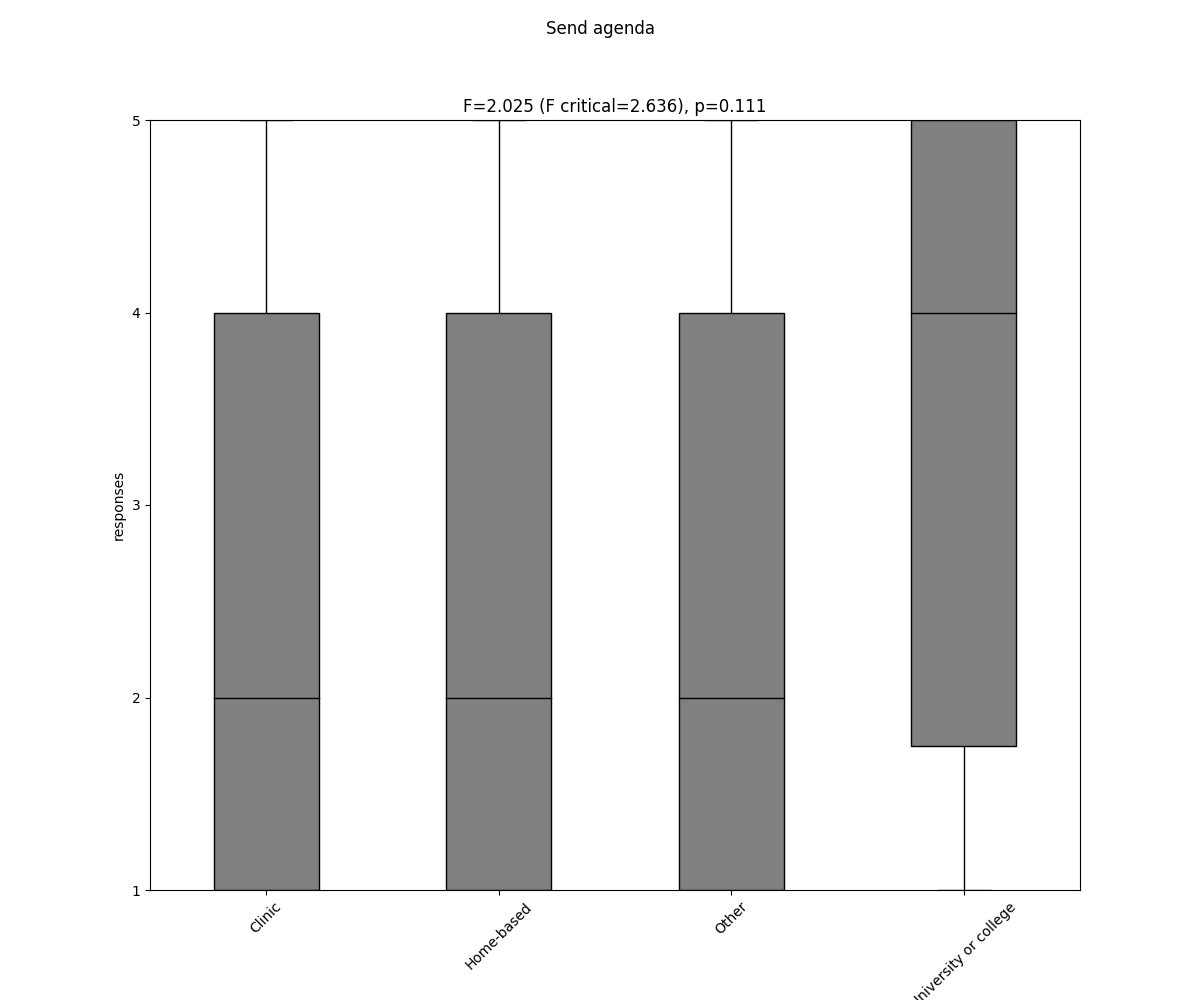 Send agenda
F=2.025 (F critical=2.636), p=0.111
5
4
3
2
1
responses
Clinic
Home-based
Other
or college